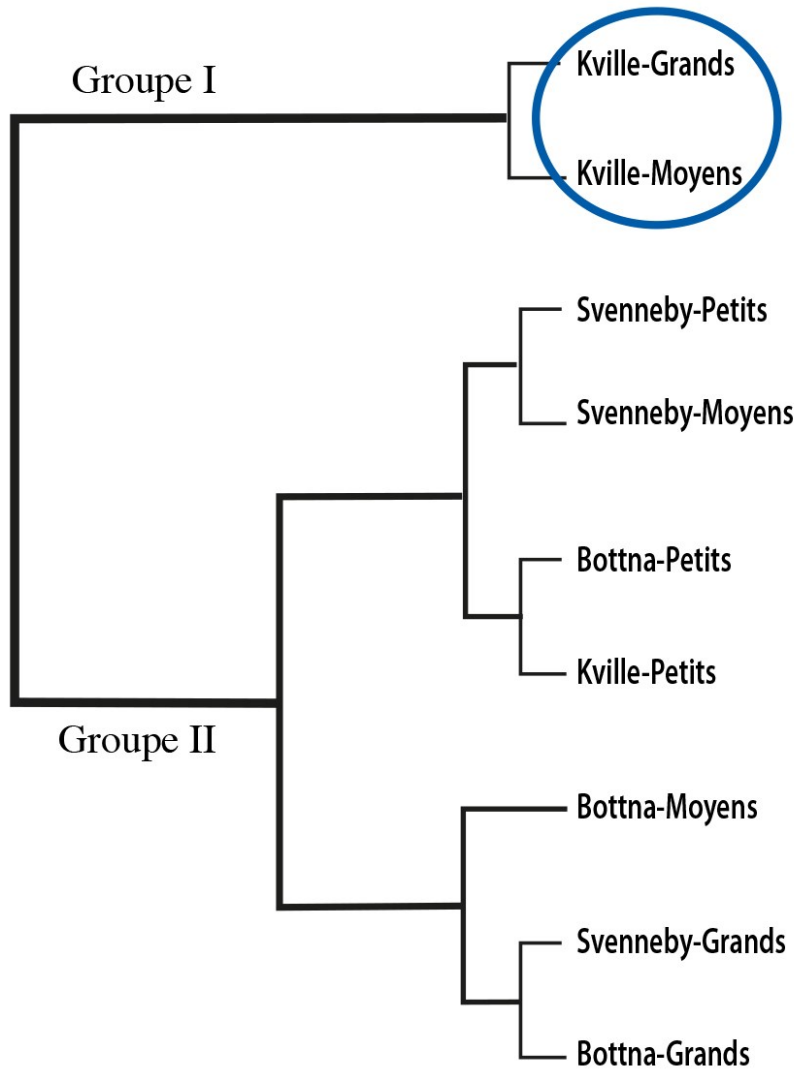 Groupe I
Kville-Grands
Kville-Moyens
Svenneby-Petits
Svenneby-Moyens
Bottna-Petits
Kville-Petits
Groupe II
Bottna-Moyens
Svenneby-Grands
Bottna-Grands